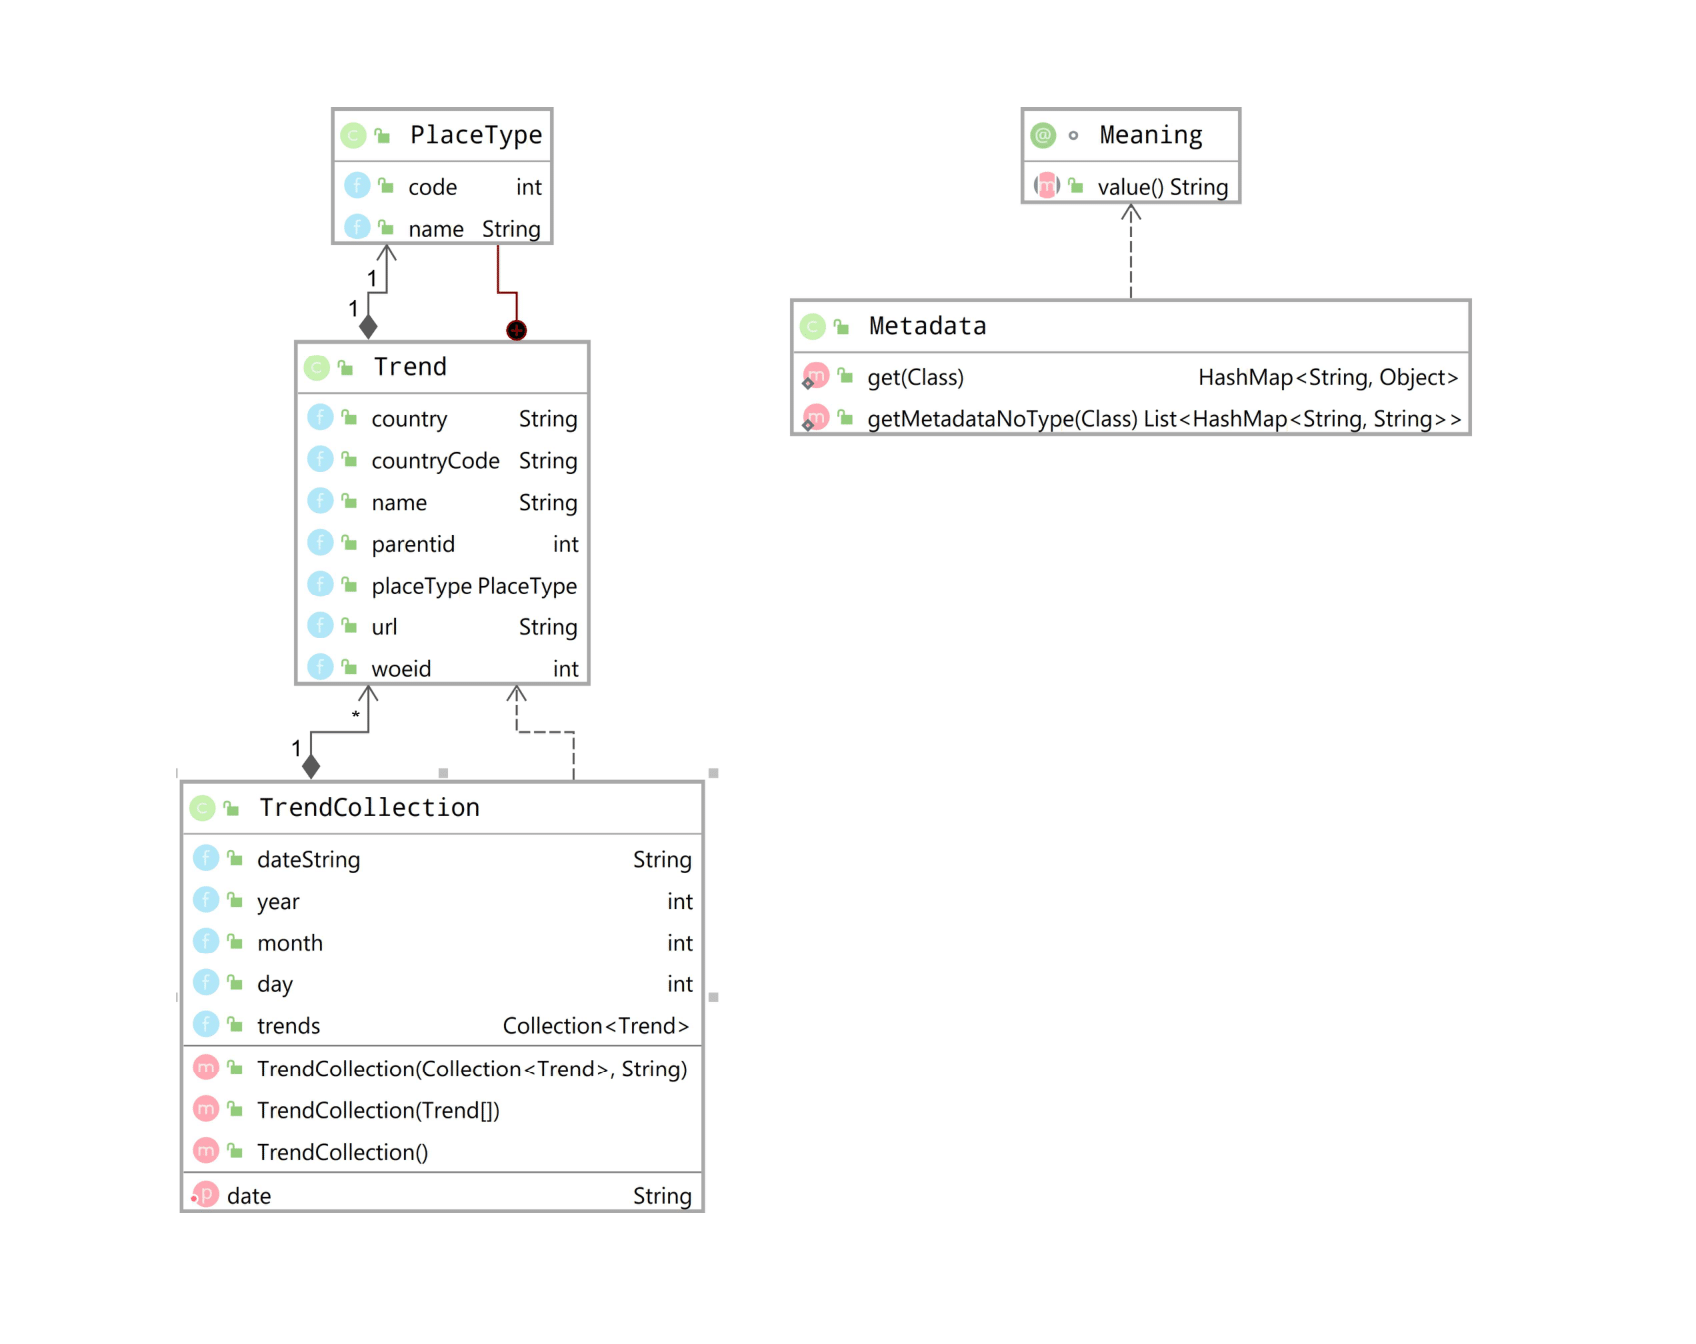 PlaceType
code int
name String
1
1
Trend
country String
countryCode String
name String
parentid int
placeType PlaceType
url String
woeid int
*
1
TrendCollection
dateString String
year int
month int
day int
trends Collection<Trend>
TrendCollection(Collection<Trend>, String)
TrendCollection(Trend[])
TrendCollection()
date String
Meaning
value() String
Metadata
get(Class) HashMap<String, Object>
getMetadataNoType(Class) List<HashMap<String, String>>